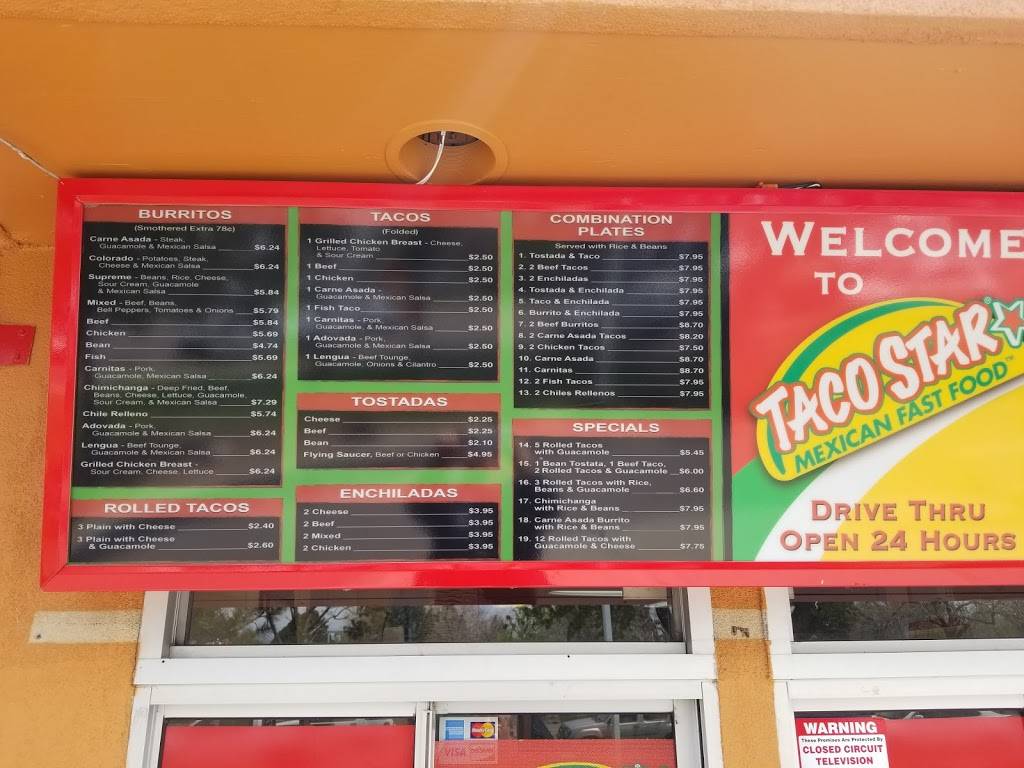 BURRITOS
(Smothered Extra 78¢)
Carne Asada - Steak,
Guacamole & Mexican Salsa $6.24
Colorado - Potatoes, Steak,
Cheese & Mexican Salsa $6.24
Supreme - Beans, Rice, Cheese,
Sour Cream, Guacamole
& Mexican Salsa $5.84
Mixed - Beef, Beans,
Bell Peppers, Tomatoes & Onions $5.79
Beef $5.84
Chicken $5.69
Bean $4.74
Fish $5.69
Carnitas - Pork,
Guacamole, Mexican Salsa $6.24
Chimichanga - Deep Fried, Beef,
Beans, Cheese, Lettuce, Guacamole,
Sour Cream, & Mexican Salsa $7.29
Chile Relleno $5.74
Adovada - Pork,
Guacamole & Mexican Salsa $6.24
Lengua - Beef Tounge,
Guacamole & Mexican Salsa $6.24
Grilled Chicken Breast -
Sour Cream, Cheese, Lettuce $6.24
ROLLED TACOS
3 Plain with Cheese $2.40
3 Plain with Cheese
& Guacamole $2.60
TACOS
(Folded)
1 Grilled Chicken Breast - Cheese,
Lettuce, Tomato
& Sour Cream $2.50
1 Beef $2.50
1 Chicken $2.50
1 Carne Asada -
Guacamole & Mexican Salsa $2.50
1 Fish Taco $2.50
1 Carnitas - Pork,
Guacamole, & Mexican Salsa $2.50
1 Adovada - Pork,
Guacamole, & Mexican Salsa $2.50
1 Lengua - Beef Tounge,
Guacamole, Onions & Cilantro $2.50
TOSTADAS
Cheese $2.25
Beef $2.25
Bean $2.10
Flying Saucer, Beef or Chicken $4.95
ENCHILADAS
2 Cheese $3.95
2 Beef $3.95
2 Mixed $3.95
2 Chicken $3.95
COMBINATION
PLATES
Served with Rice & Beans
1. Tostada & Taco $7.95
2. 2 Beef Tacos $7.95
3. 2 Enchiladas $7.95
4. Tostada & Enchilada $7.95
5. Taco & Enchilada $7.95
6. Burrito & Enchilada $7.95
7. 2 Beef Burritos $8.70
8. 2 Carne Asada Tacos $8.20
9. 2 Chicken Tacos $7.50
10. Carne Asada $8.70
11. Carnitas $8.70
12. 2 Fish Tacos $7.95
13. 2 Chiles Rellenos $7.95
SPECIALS
14. 5 Rolled Tacos
with Guacamole $5.45
15. 1 Bean Tostata, 1 Beef Taco,
2 Rolled Tacos & Guacamole $6.00
16. 3 Rolled Tacos with Rice,
Beans & Guacamole $6.60
17. Chimichanga
with Rice & Beans $7.95
18. Carne Asada Burrito
with Rice & Beans $7.95
19. 12 Rolled Tacos with
Guacamole & Cheese $7.75
WELCOME
TO
TACO STAR
MEXICAN FAST FOOD™
DRIVE THRU
OPEN 24 HOURS
MasterCard
VISA
WARNING
These Premises Are Protected By
CLOSED CIRCUIT
TELEVISION
TACO STAR